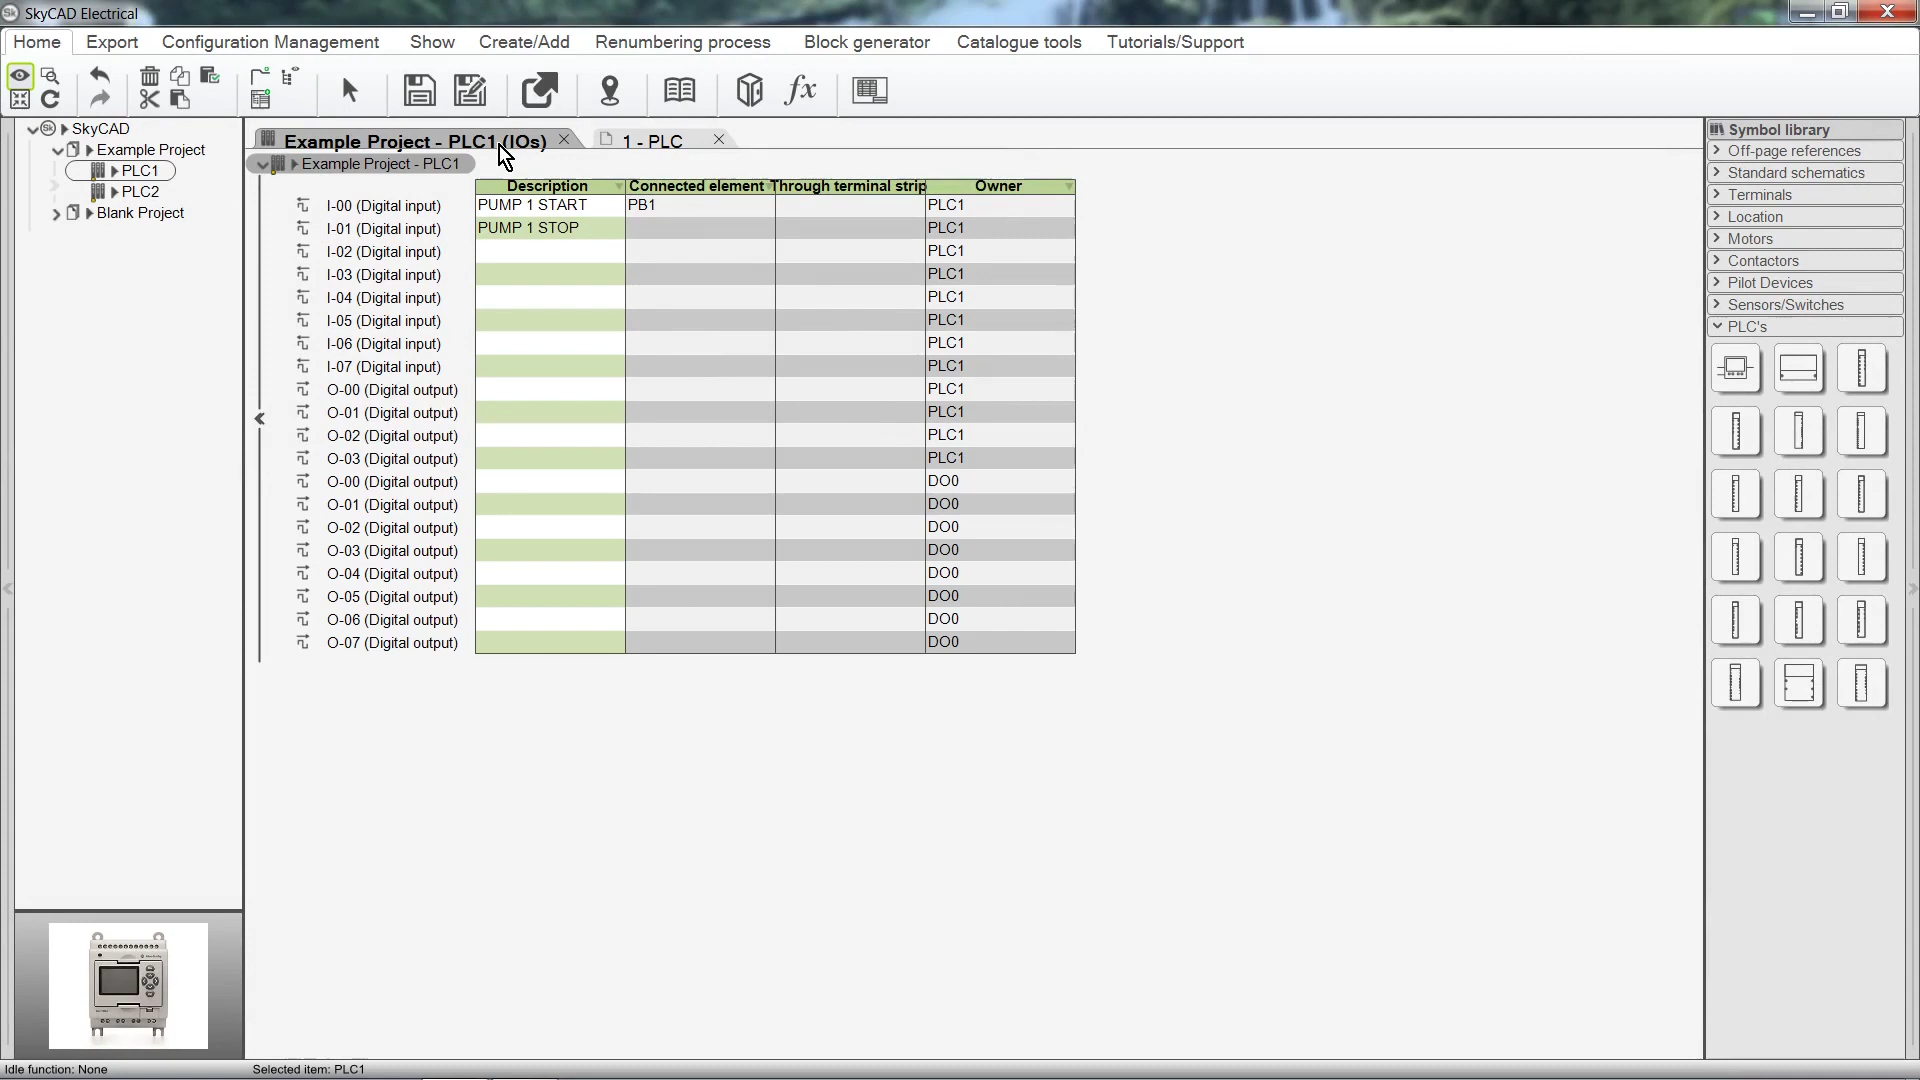 SkyCAD Electrical
Home Export Configuration Management Show Create/Add Renumbering process Block generator Catalogue tools Tutorials/Support
fx
SkyCAD
Example Project
PLC1
PLC2
Blank Project
Example Project - PLC1 (IOs)
1 - PLC
Example Project - PLC1
Description Connected element Through terminal strip Owner
I-00 (Digital input) PUMP 1 START PB1 PLC1
I-01 (Digital input) PUMP 1 STOP PLC1
I-02 (Digital input) PLC1
I-03 (Digital input) PLC1
I-04 (Digital input) PLC1
I-05 (Digital input) PLC1
I-06 (Digital input) PLC1
I-07 (Digital input) PLC1
O-00 (Digital output) PLC1
O-01 (Digital output) PLC1
O-02 (Digital output) PLC1
O-03 (Digital output) PLC1
O-00 (Digital output) DO0
O-01 (Digital output) DO0
O-02 (Digital output) DO0
O-03 (Digital output) DO0
O-04 (Digital output) DO0
O-05 (Digital output) DO0
O-06 (Digital output) DO0
O-07 (Digital output) DO0
Symbol library
Off-page references
Standard schematics
Terminals
Location
Motors
Contactors
Pilot Devices
Sensors/Switches
PLC's
Idle function: None
Selected item: PLC1